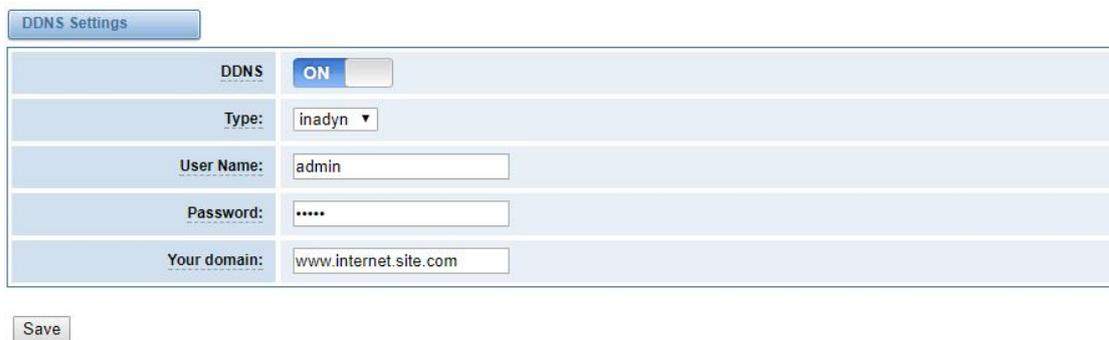 DDNS Settings
DDNS ON
Type: inadyn
User Name: admin
Password: •••••
Your domain: www.internet.site.com
Save